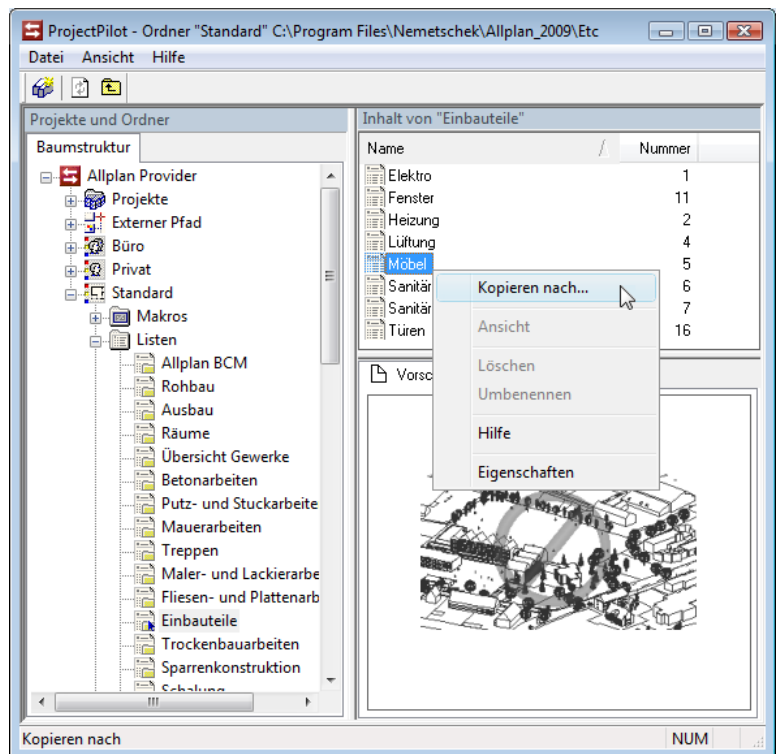 ProjectPilot - Ordner "Standard" C:\Program Files\Nemetschek\Allplan_2009\Etc
Datei Ansicht Hilfe
Projekte und Ordner
Baumstruktur
Allplan Provider
Projekte
Externer Pfad
Büro
Privat
Standard
Makros
Listen
Allplan BCM
Rohbau
Ausbau
Räume
Übersicht Gewerke
Betonarbeiten
Putz- und Stuckarbeite
Mauerarbeiten
Treppen
Maler- und Lackierarbe
Fliesen- und Plattenarb
Einbauteile
Trockenbauarbeiten
Sparrenkonstruktion
Schalung
Inhalt von "Einbauteile"
Name Nummer
Elektro 1
Fenster 11
Heizung 2
Lüftung 4
Möbel 5
Sanitär 6
Sanitär 7
Türen 16
Kopieren nach...
Ansicht
Löschen
Umbenennen
Hilfe
Eigenschaften
Vorsc
Kopieren nach NUM